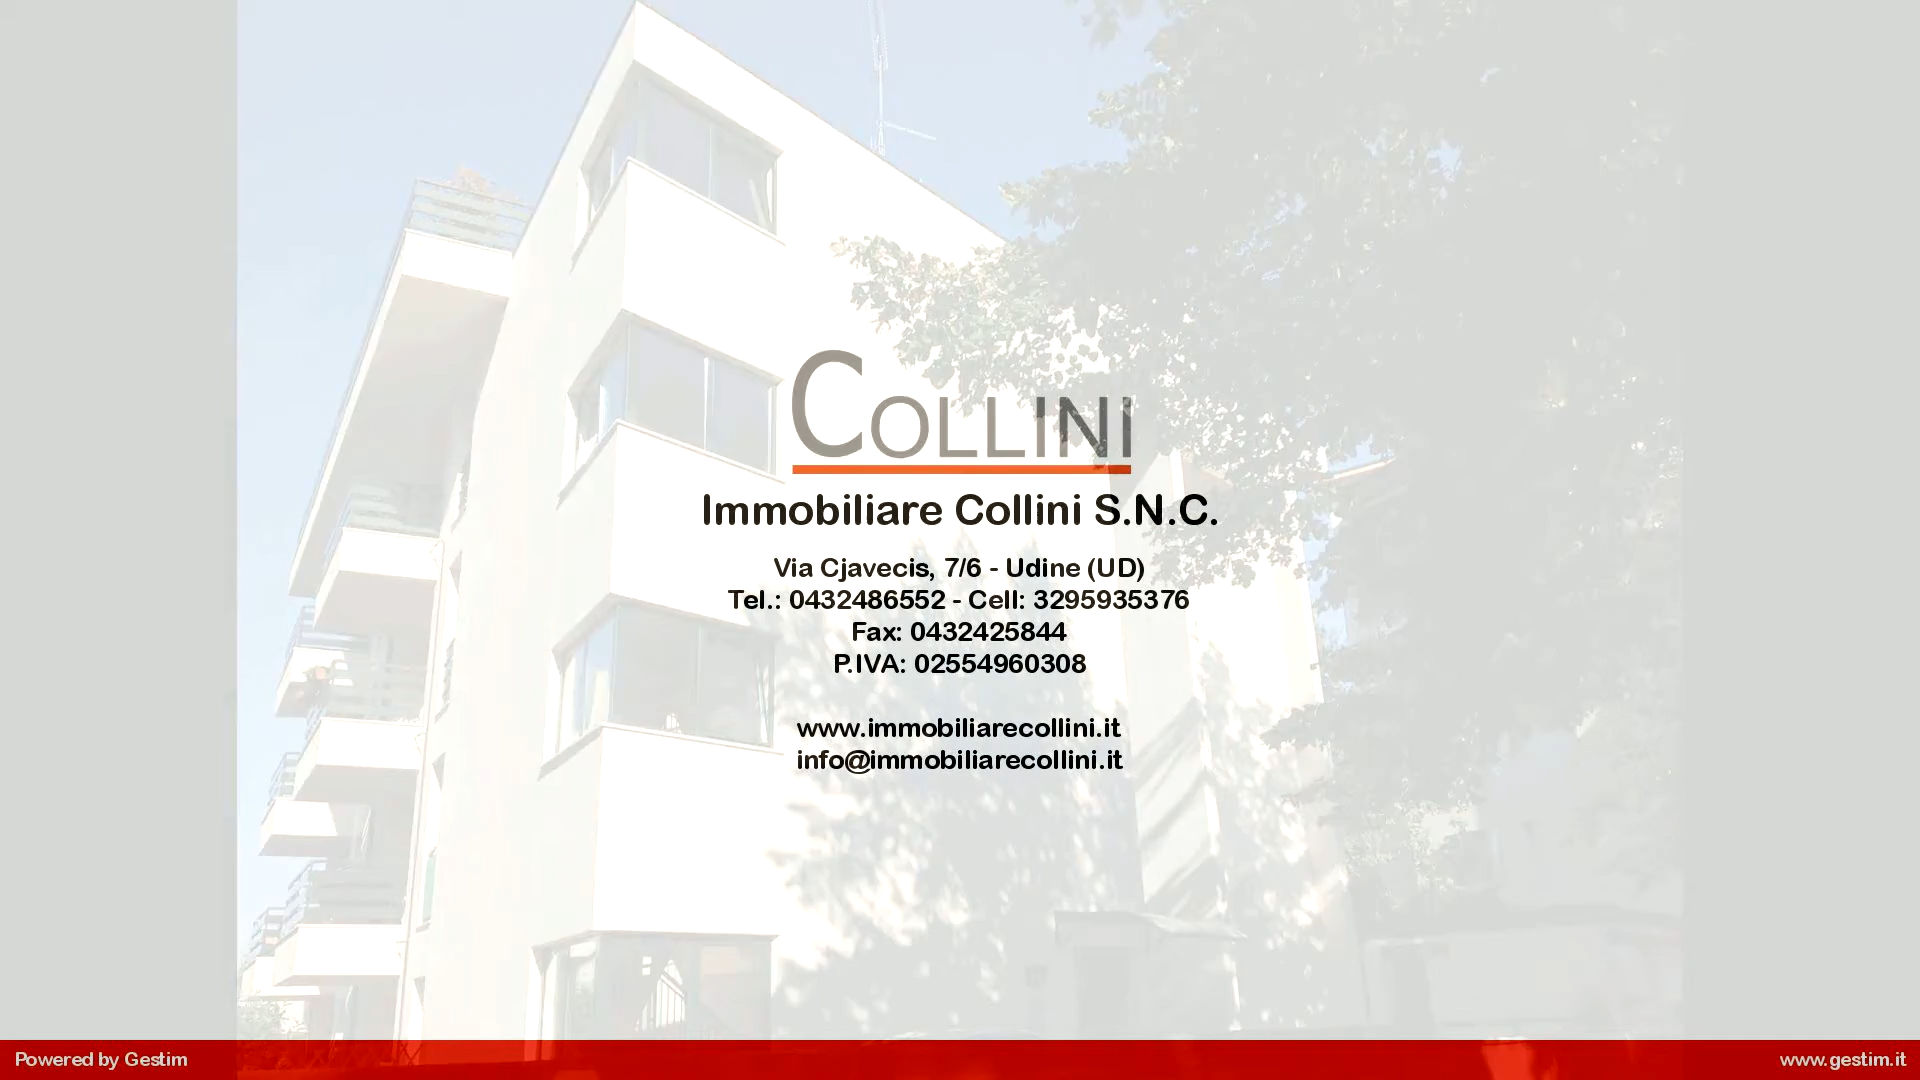 COLLINI
Immobiliare Collini S.N.C.
Via Cjavecis, 7/6 - Udine (UD)
Tel.: 0432486552 - Cell: 3295935376
Fax: 0432425844
P.IVA: 02554960308
www.immobiliarecollini.it
info@immobiliarecollini.it
Powered by Gestim
www.gestim.it